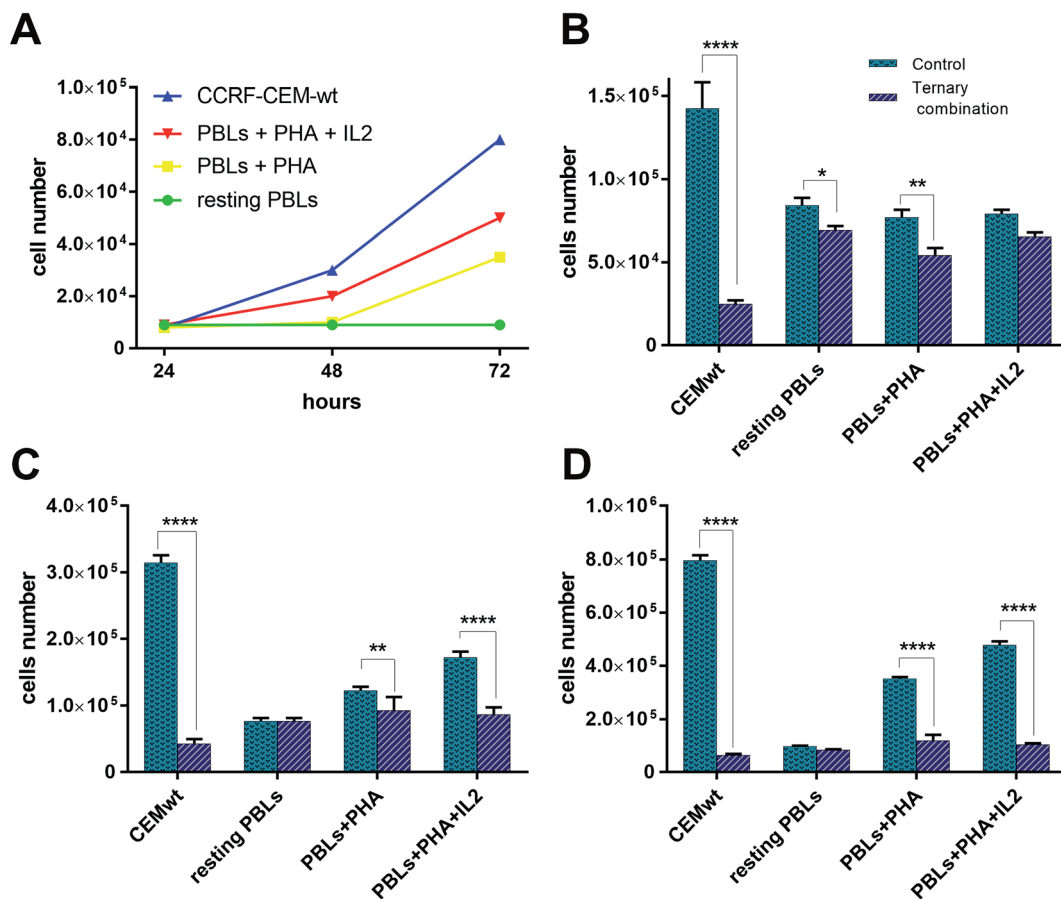 A
1.0×10⁵
8.0×10⁴
6.0×10⁴
4.0×10⁴
2.0×10⁴
0
cell number
CCRF-CEM-wt
PBLs + PHA + IL2
PBLs + PHA
resting PBLs
24 48 72
hours
B
1.5×10⁵
1.0×10⁵
5.0×10⁴
0
cells number
Control
Ternary
combination
****
*
**
CEMwt
resting PBLs
PBLs+PHA
PBLs+PHA+IL2
C
4.0×10⁵
3.0×10⁵
2.0×10⁵
1.0×10⁵
0
cells number
****
**
****
CEMwt
resting PBLs
PBLs+PHA
PBLs+PHA+IL2
D
1.0×10⁶
8.0×10⁵
6.0×10⁵
4.0×10⁵
2.0×10⁵
0
cells number
****
****
****
CEMwt
resting PBLs
PBLs+PHA
PBLs+PHA+IL2